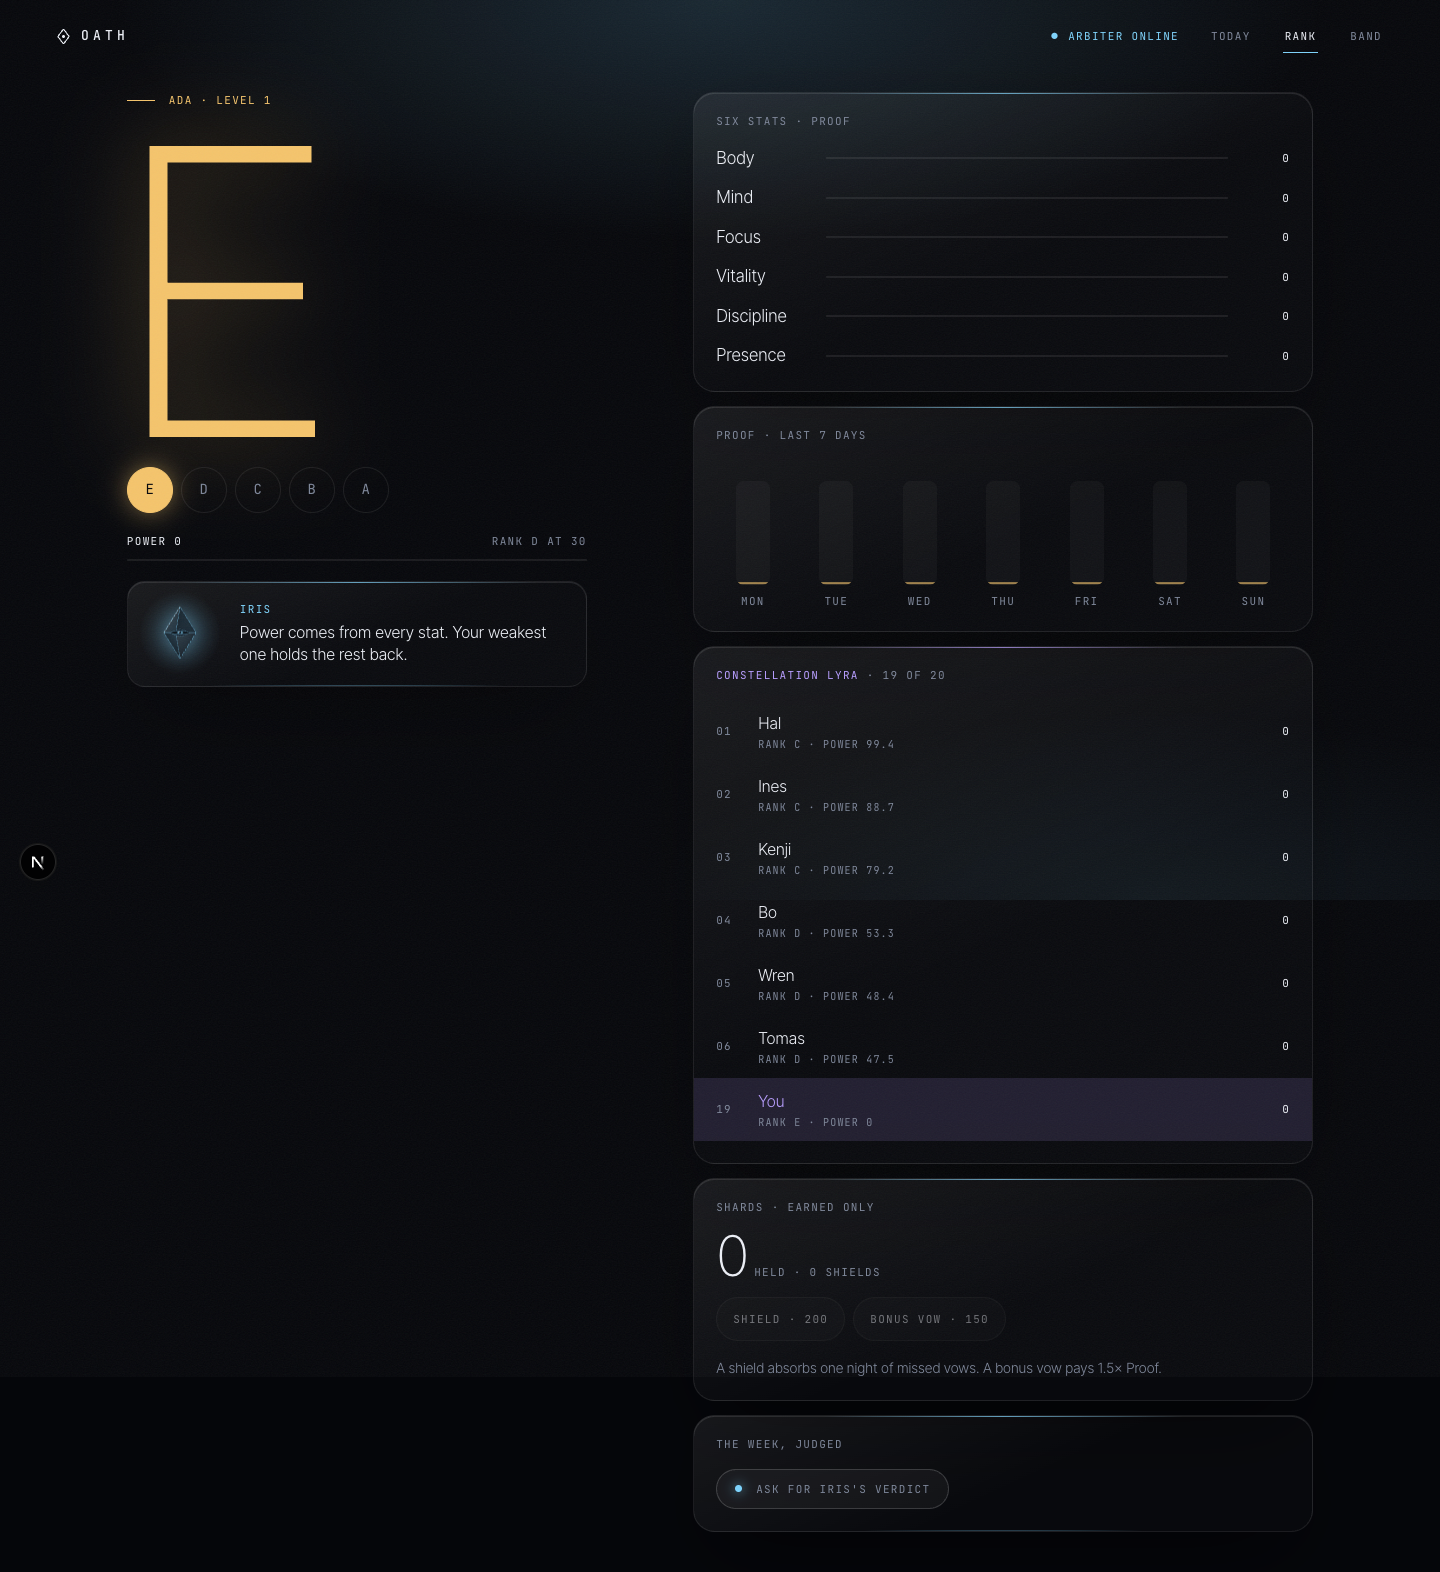 OATH
ARBITER ONLINE
TODAY
RANK
BAND
ADA · LEVEL 1
E
E
D
C
B
A
POWER 0
RANK D AT 30
IRIS
Power comes from every stat. Your weakest
one holds the rest back.
SIX STATS · PROOF
Body 0
Mind 0
Focus 0
Vitality 0
Discipline 0
Presence 0
PROOF · LAST 7 DAYS
MON TUE WED THU FRI SAT SUN
CONSTELLATION LYRA · 19 OF 20
01 Hal 0
RANK C · POWER 99.4
02 Ines 0
RANK C · POWER 88.7
03 Kenji 0
RANK C · POWER 79.2
04 Bo 0
RANK D · POWER 53.3
05 Wren 0
RANK D · POWER 48.4
06 Tomas 0
RANK D · POWER 47.5
19 You 0
RANK E · POWER 0
SHARDS · EARNED ONLY
0 HELD · 0 SHIELDS
SHIELD · 200
BONUS VOW · 150
A shield absorbs one night of missed vows. A bonus vow pays 1.5× Proof.
THE WEEK, JUDGED
ASK FOR IRIS'S VERDICT
N